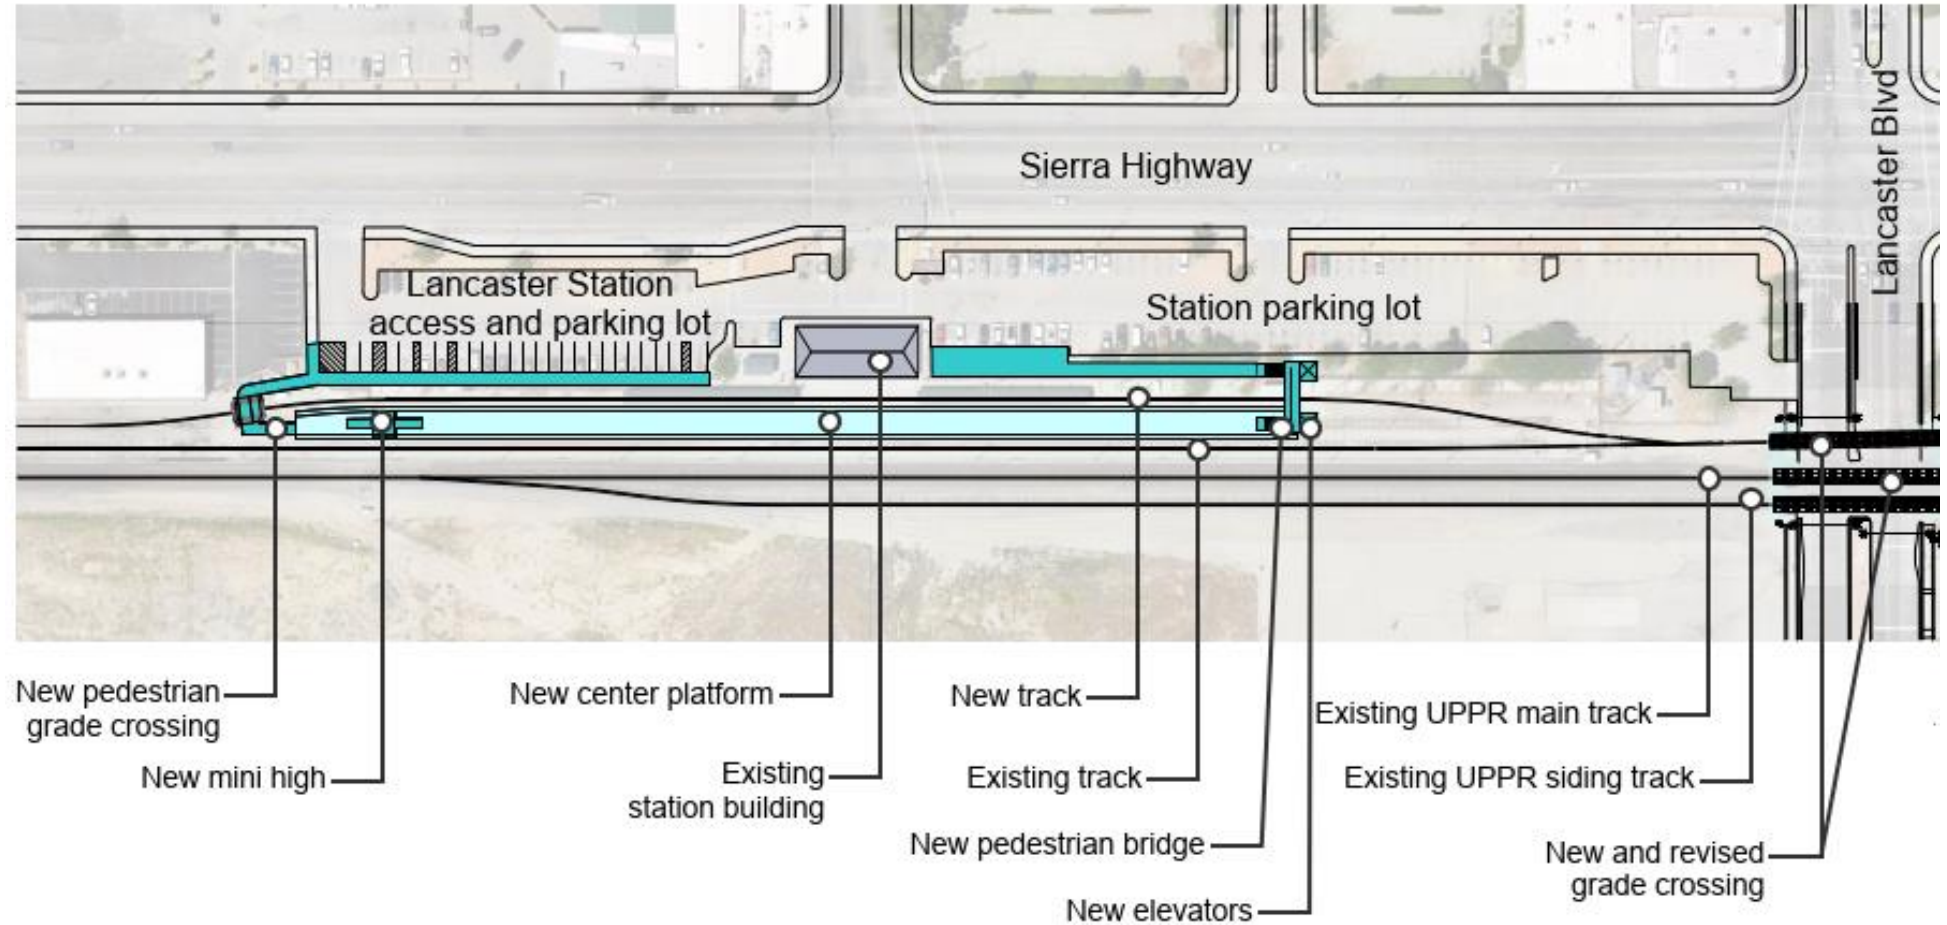 Sierra Highway
Lancaster Blvd
Lancaster Station
access and parking lot
Station parking lot
New pedestrian
grade crossing
New mini high
New center platform
Existing
station building
New track
Existing track
New pedestrian bridge
New elevators
Existing UPPR main track
Existing UPPR siding track
New and revised
grade crossing